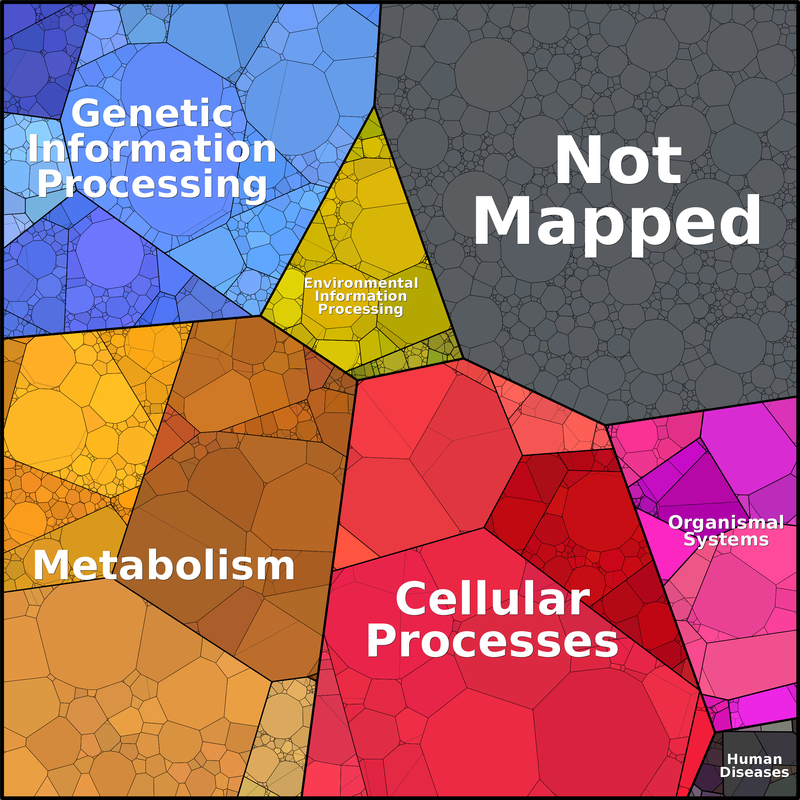 Genetic
Information
Processing
Not
Mapped
Environmental
Information
Processing
Metabolism
Cellular
Processes
Organismal
Systems
Human
Diseases